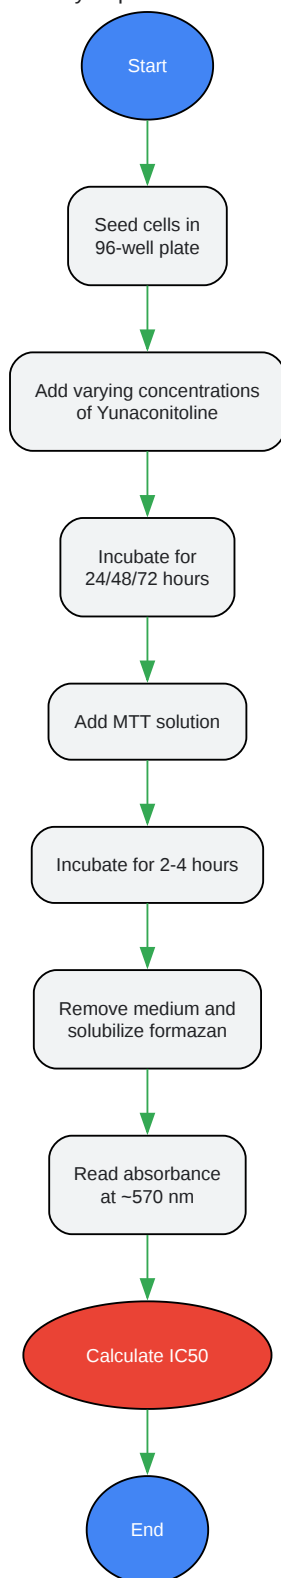 Start
Seed cells in
96-well plate
Add varying concentrations
of Yunaconitoline
Incubate for
24/48/72 hours
Add MTT solution
Incubate for 2-4 hours
Remove medium and
solubilize formazan
Read absorbance
at ~570 nm
Calculate IC50
End